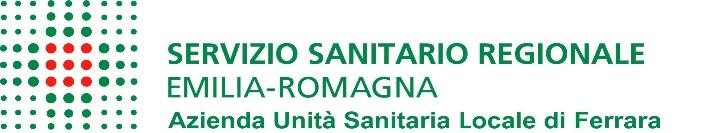 SERVIZIO SANITARIO REGIONALE
EMILIA-ROMAGNA
Azienda Unità Sanitaria Locale di Ferrara